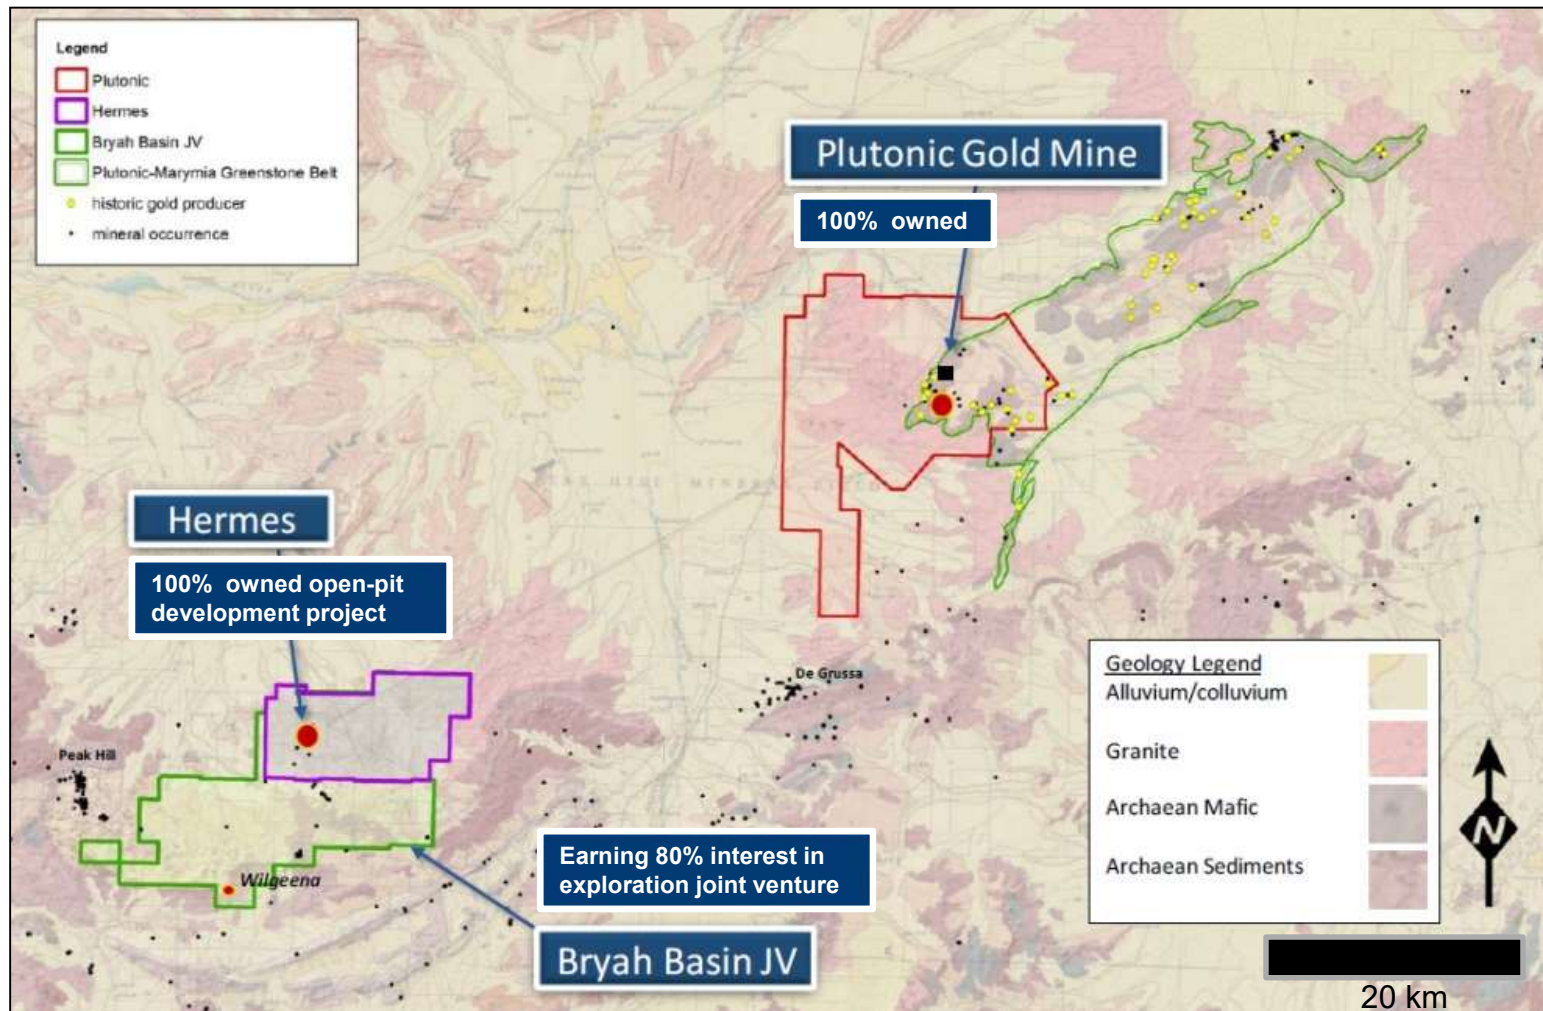 Legend
Plutonic
Hermes
Bryah Basin JV
Plutonic-Marymia Greenstone Belt
historic gold producer
mineral occurrence
Plutonic Gold Mine
100% owned
Hermes
100% owned open-pit
development project
De Grussa
Peak Hill
Wilgeena
Earning 80% interest in
exploration joint venture
Bryah Basin JV
Geology Legend
Alluvium/colluvium
Granite
Archaean Mafic
Archaean Sediments
N
20 km